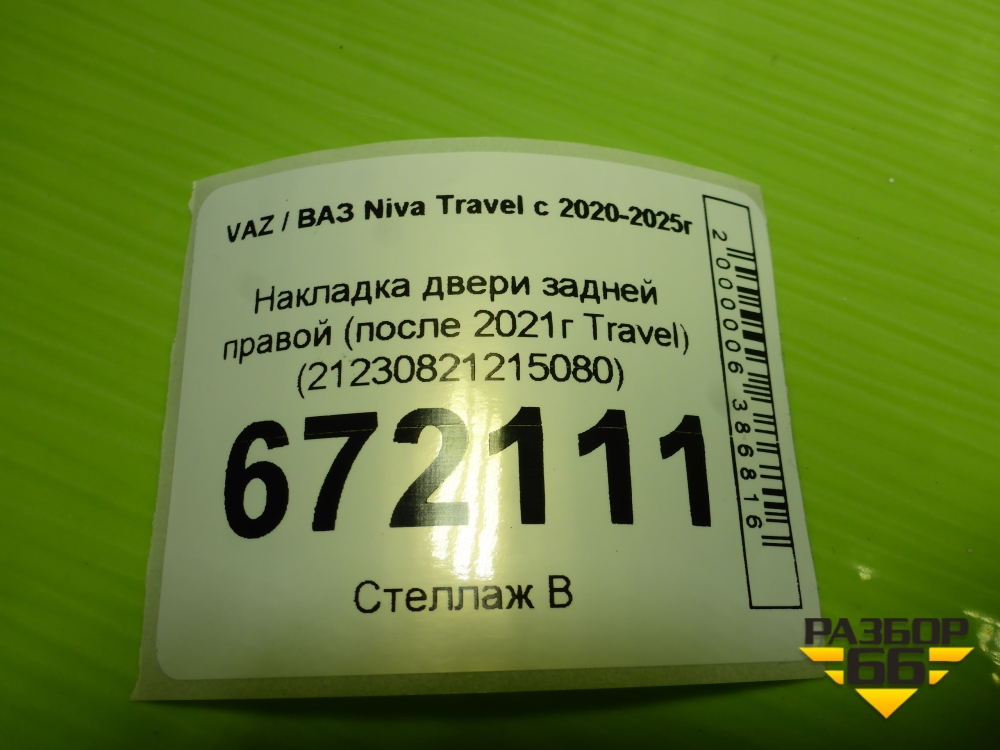 VAZ / ВАЗ Niva Travel с 2020-2025г
Накладка двери задней
правой (после 2021г Travel)
(21230821215080)
672111
Стеллаж В
2000006386816
РАЗБОР
66